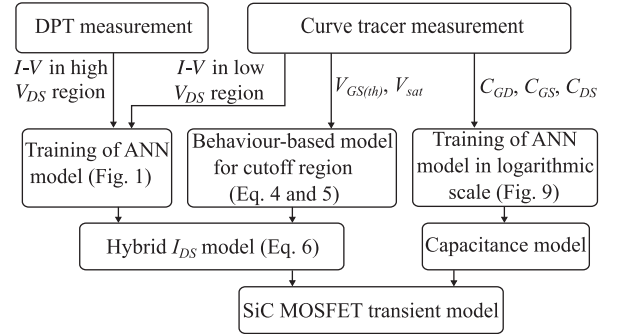 DPT measurement
Curve tracer measurement
I-V in high
V_DS region
I-V in low
V_DS region
V_GS(th), V_sat
C_GD, C_GS, C_DS
Training of ANN
model (Fig. 1)
Behaviour-based model
for cutoff region
(Eq. 4 and 5)
Training of ANN
model in logarithmic
scale (Fig. 9)
Hybrid I_DS model (Eq. 6)
Capacitance model
SiC MOSFET transient model